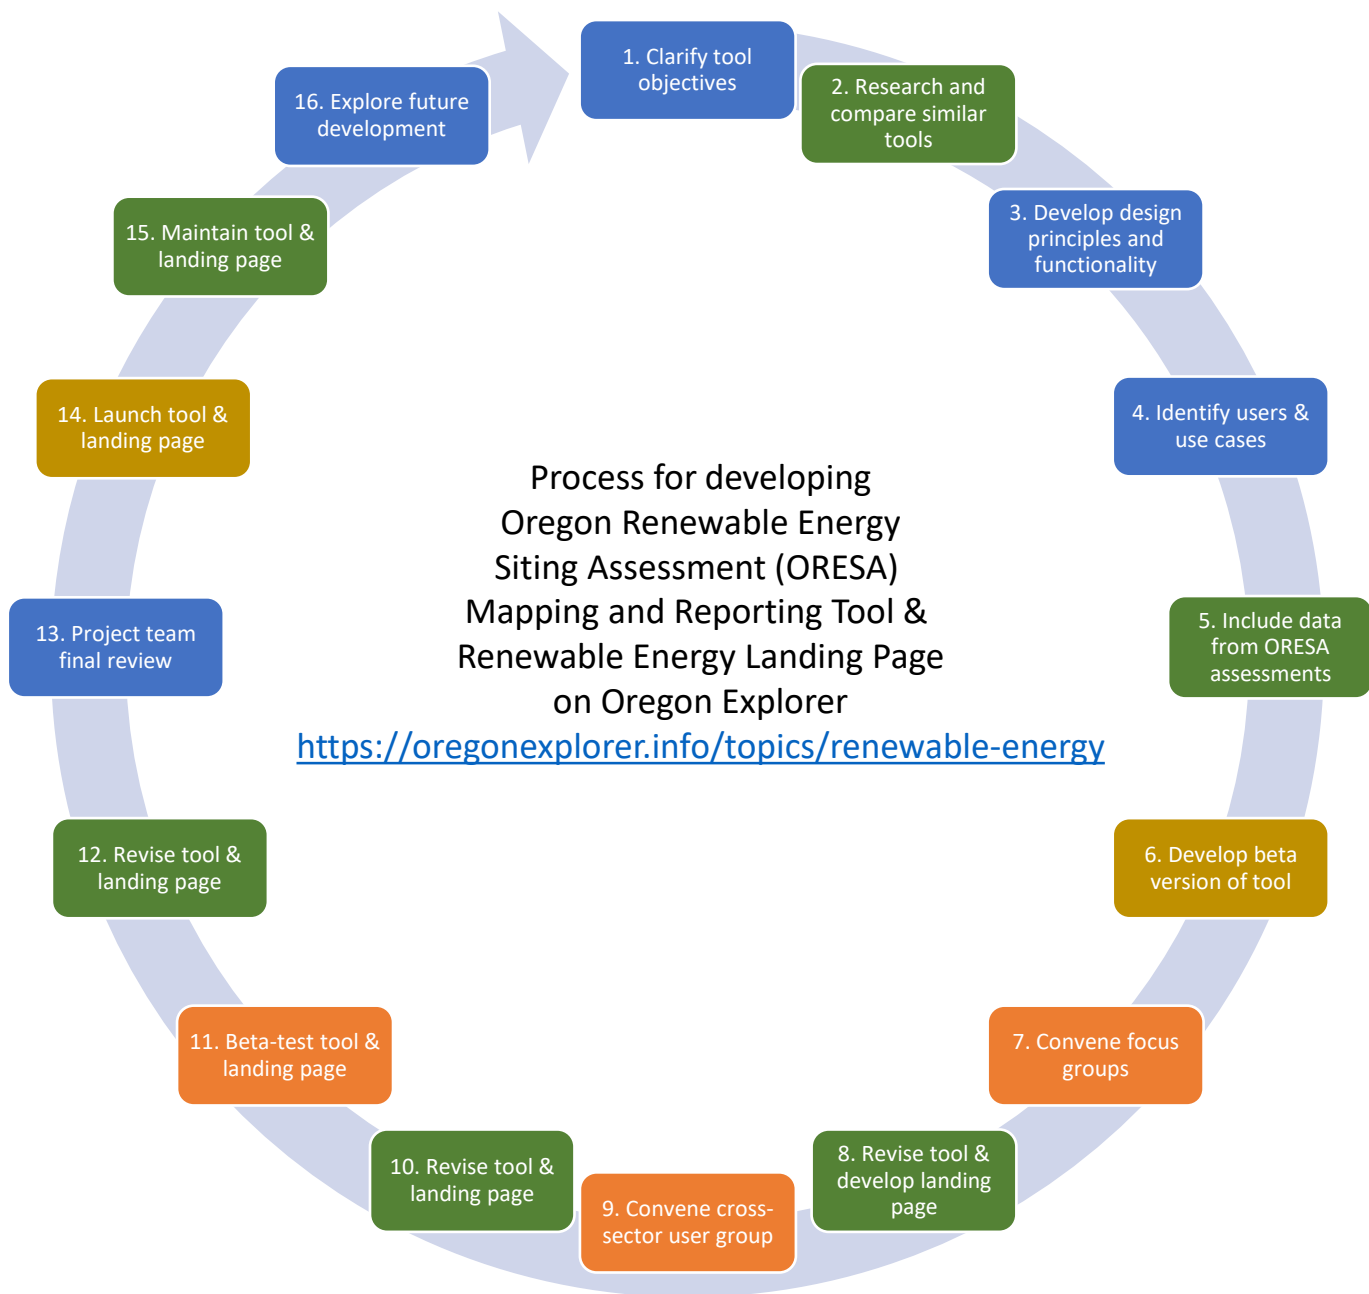 1. Clarify tool
objectives
2. Research and
compare similar
tools
3. Develop design
principles and
functionality
4. Identify users &
use cases
5. Include data
from ORESA
assessments
6. Develop beta
version of tool
7. Convene focus
groups
8. Revise tool &
develop landing
page
9. Convene cross-
sector user group
10. Revise tool &
landing page
11. Beta-test tool &
landing page
12. Revise tool &
landing page
13. Project team
final review
14. Launch tool &
landing page
15. Maintain tool &
landing page
16. Explore future
development
Process for developing
Oregon Renewable Energy
Siting Assessment (ORESA)
Mapping and Reporting Tool &
Renewable Energy Landing Page
on Oregon Explorer
https://oregonexplorer.info/topics/renewable-energy